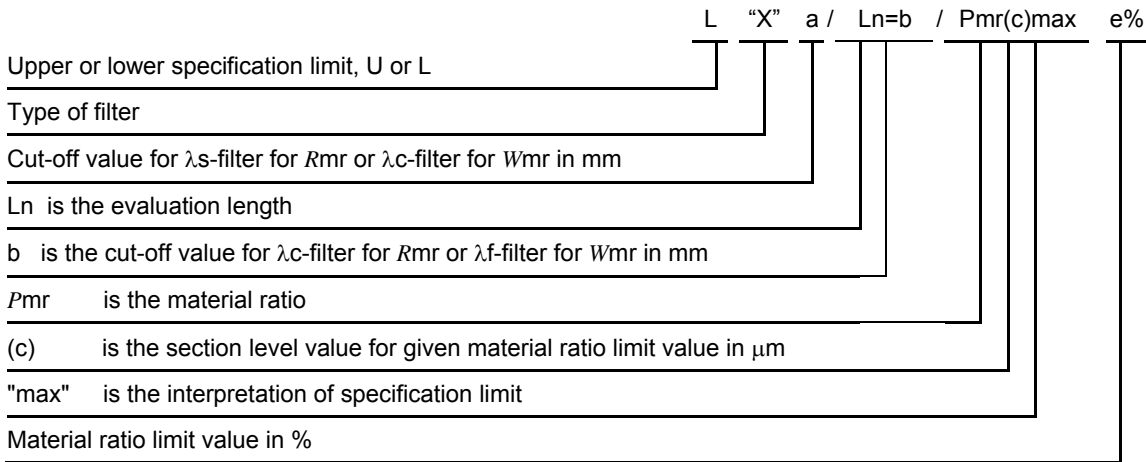 L “X” a / Ln=b / Pmr(c)max e%
Upper or lower specification limit, U or L
Type of filter
Cut-off value for λs-filter for Rmr or λc-filter for Wmr in mm
Ln is the evaluation length
b is the cut-off value for λc-filter for Rmr or λf-filter for Wmr in mm
Pmr is the material ratio
(c) is the section level value for given material ratio limit value in μm
"max" is the interpretation of specification limit
Material ratio limit value in %